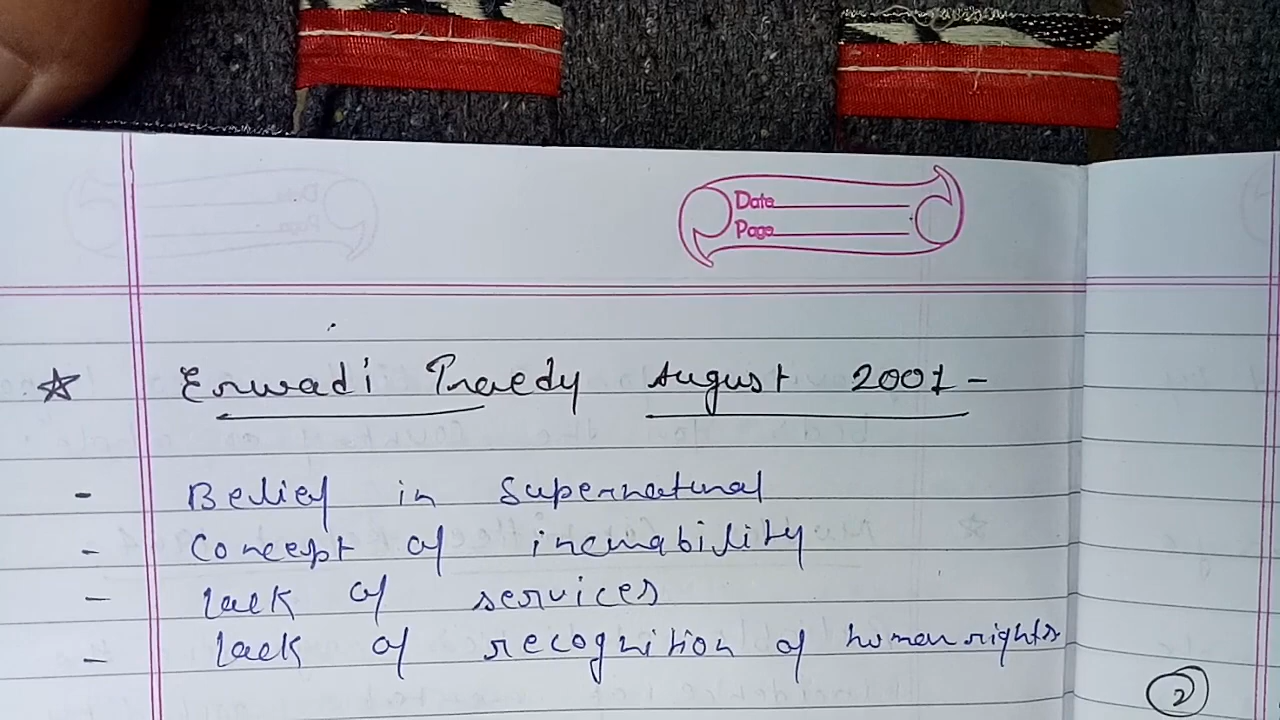 Date
Page
☆ Erwadi Traedy August 2001 -
- Belief in Supernatural
- Concept of incurability
- lack of services
- lack of recognition of human rights
2